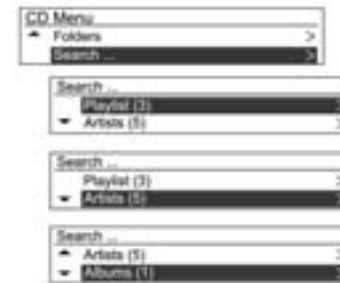 CD Menu
Folders >
Search ... >
Search ...
Playlist (3)
Artists (5) >
Search ...
Playlist (3) >
Artists (5)
Search ...
Artists (5) >
Albums (1)